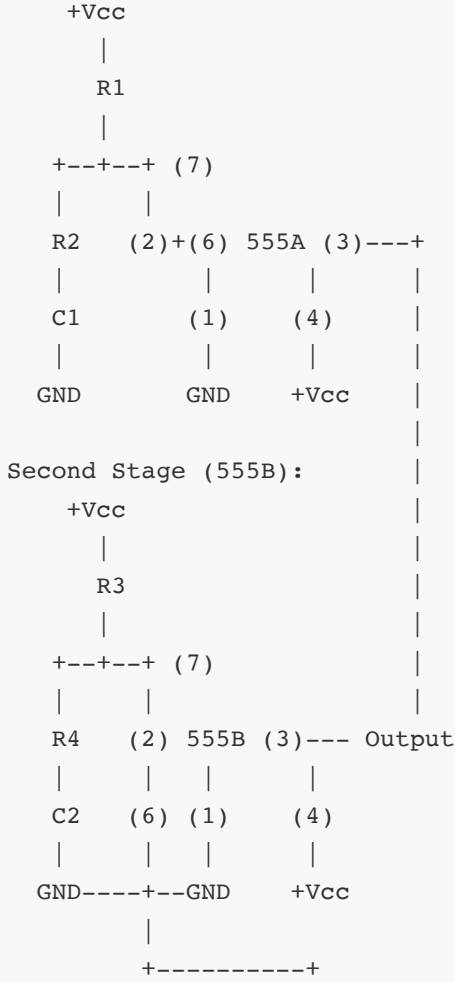 +Vcc
       |
      R1
       |
   +--+--+ (7)
   |     |
   R2   (2)+(6) 555A (3)---+
   |         |      |      |
   C1       (1)    (4)     |
   |         |      |      |
  GND       GND   +Vcc     |
                           |
Second Stage (555B):       |
    +Vcc                   |
      |                    |
     R3                    |
      |                    |
   +--+--+ (7)             |
   |     |                 |
   R4   (2) 555B (3)--- Output
   |     |   |      |
   C2   (6) (1)    (4)
   |     |   |      |
  GND----+--GND   +Vcc
         |
         +----------+